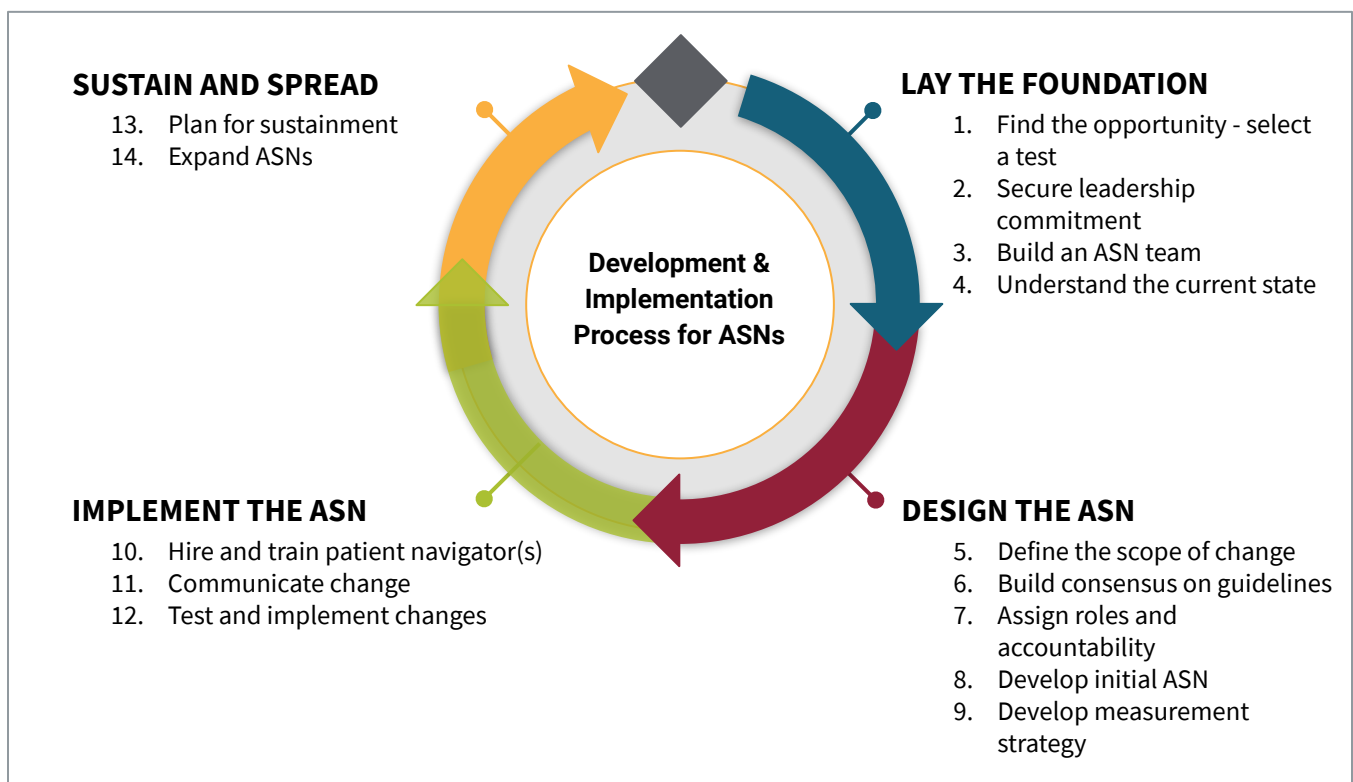 SUSTAIN AND SPREAD
13. Plan for sustainment
14. Expand ASNs
LAY THE FOUNDATION
1. Find the opportunity - select
a test
2. Secure leadership
commitment
3. Build an ASN team
4. Understand the current state
Development &
Implementation
Process for ASNs
IMPLEMENT THE ASN
10. Hire and train patient navigator(s)
11. Communicate change
12. Test and implement changes
DESIGN THE ASN
5. Define the scope of change
6. Build consensus on guidelines
7. Assign roles and
accountability
8. Develop initial ASN
9. Develop measurement
strategy